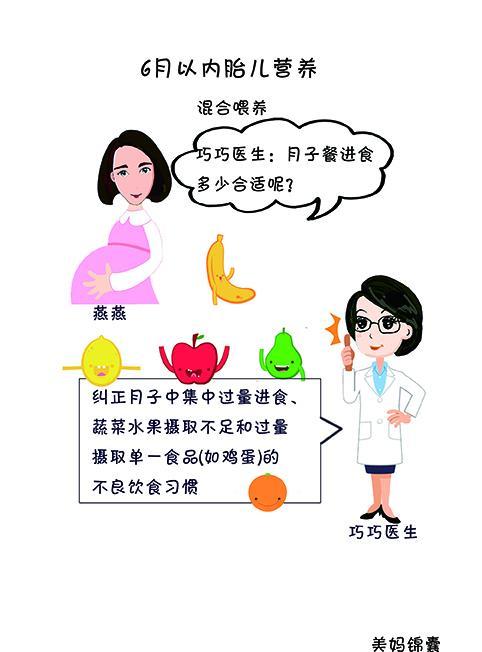 6月以内胎儿营养
混合喂养
巧巧医生：月子餐进食
多少合适呢？
燕燕
纠正月子中集中过量进食、
蔬菜水果摄取不足和过量
摄取单一食品(如鸡蛋)的
不良饮食习惯
巧巧医生
美妈锦囊